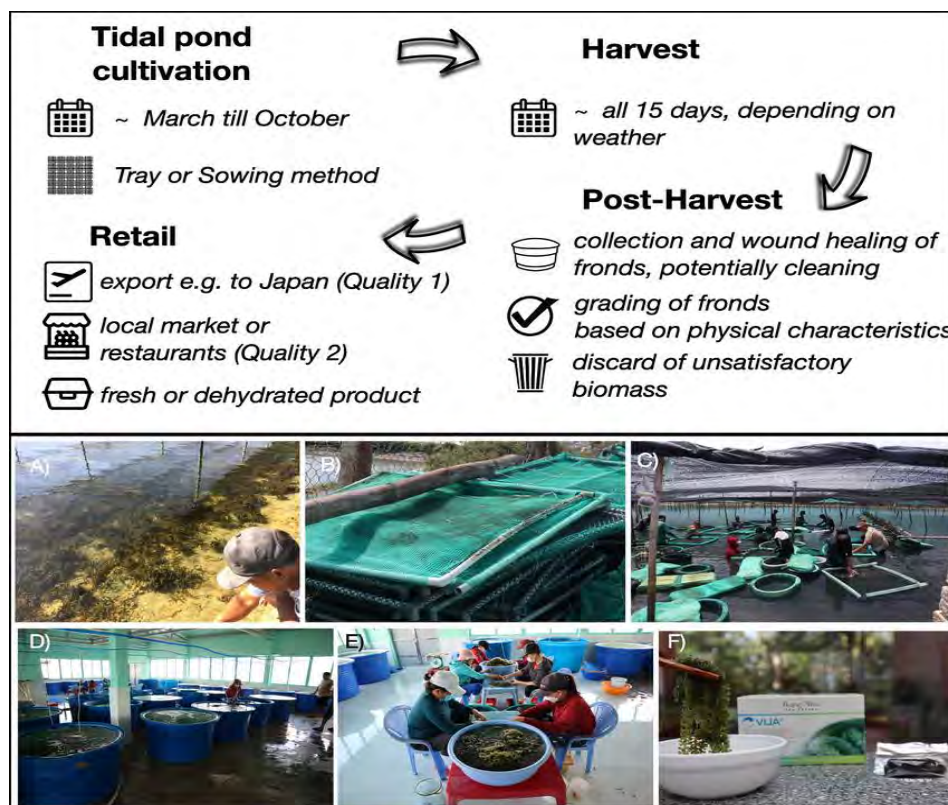 Tidal pond
cultivation
~ March till October
Tray or Sowing method
Harvest
~ all 15 days, depending on
weather
Post-Harvest
collection and wound healing of
fronds, potentially cleaning
grading of fronds
based on physical characteristics
discard of unsatisfactory
biomass
Retail
export e.g. to Japan (Quality 1)
local market or
restaurants (Quality 2)
fresh or dehydrated product
A)
B)
C)
D)
E)
F)
VIJA